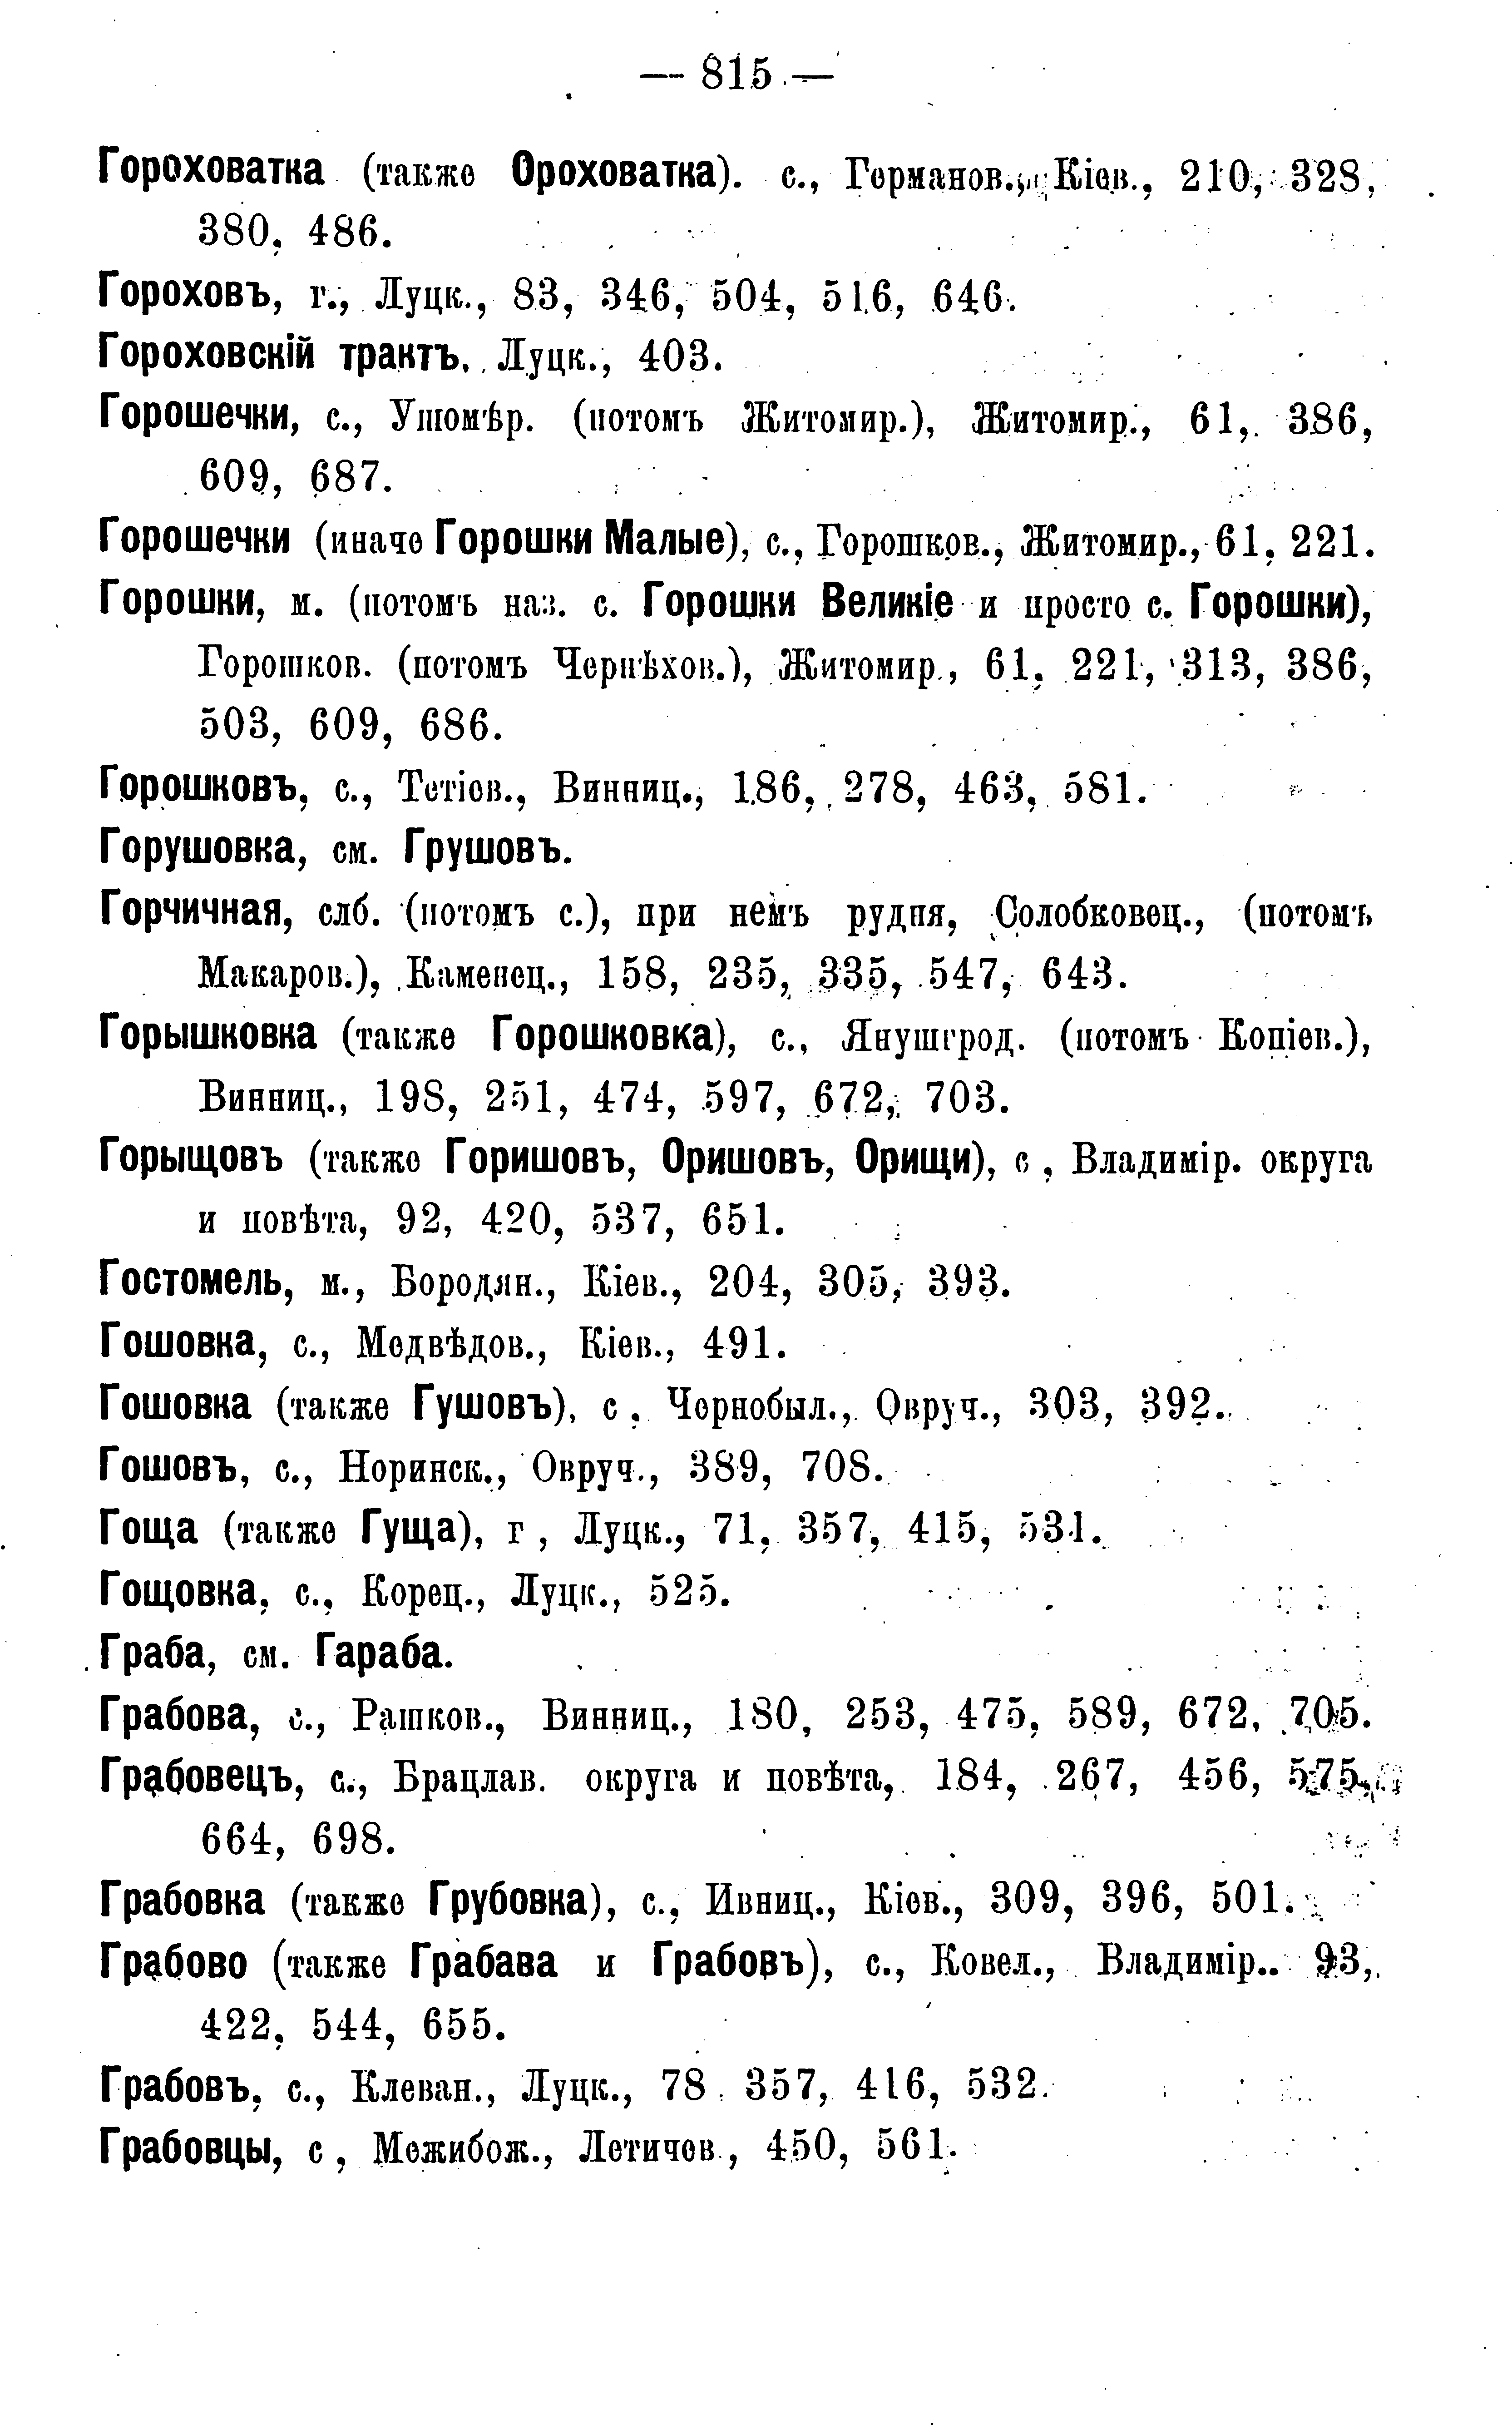 — 815 —
Гороховатка (также Ороховатка). с., Германов., Кіев., 210, 328,
380, 486.
Гороховъ, г., Луцк., 83, 346, 504, 516, 646.
Гороховскій трактъ, Луцк., 403.
Горошечки, с., Ушомѣр. (потомъ Житомир.), Житомир., 61, 386,
609, 687.
Горошечки (иначе Горошки Малые), с., Горошков., Житомир., 61, 221.
Горошки, м. (потомъ наз. с. Горошки Великіе и просто с. Горошки),
Горошков. (потомъ Чернѣхов.), Житомир., 61, 221, 313, 386,
503, 609, 686.
Горошковъ, с., Тетіев., Винниц., 186, 278, 463, 581.
Горушовка, см. Грушовъ.
Горчичная, слб. (потомъ с.), при немъ рудня, Солобковец., (потомъ
Макаров.), Каменец., 158, 235, 335, 547, 643.
Горышковка (также Горошковка), с., Янушгрод. (потомъ Копіев.),
Винниц., 198, 251, 474, 597, 672, 703.
Горыщовъ (также Горишовъ, Оришовъ, Орищи), с , Владимір. округа
и повѣта, 92, 420, 537, 651.
Гостомель, м., Бородян., Кіев., 204, 305, 393.
Гошовка, с., Медвѣдов., Кіев., 491.
Гошовка (также Гушовъ), с , Чернобыл., Овруч., 303, 392.
Гошовъ, с., Норинск., Овруч., 389, 708.
Гоща (также Гуща), г , Луцк., 71, 357, 415, 531.
Гощовка, с., Корец., Луцк., 525.
Граба, см. Гараба.
Грабова, с., Рашков., Винниц., 180, 253, 475, 589, 672, 705.
Грабовецъ, с., Брацлав. округа и повѣта, 184, 267, 456, 575,
664, 698.
Грабовка (также Грубовка), с., Ивниц., Кіев., 309, 396, 501.
Грабово (также Грабава и Грабовъ), с., Ковел., Владимір.. 93,
422, 544, 655.
Грабовъ, с., Клеван., Луцк., 78, 357, 416, 532.
Грабовцы, с , Межибож., Летичев., 450, 561.